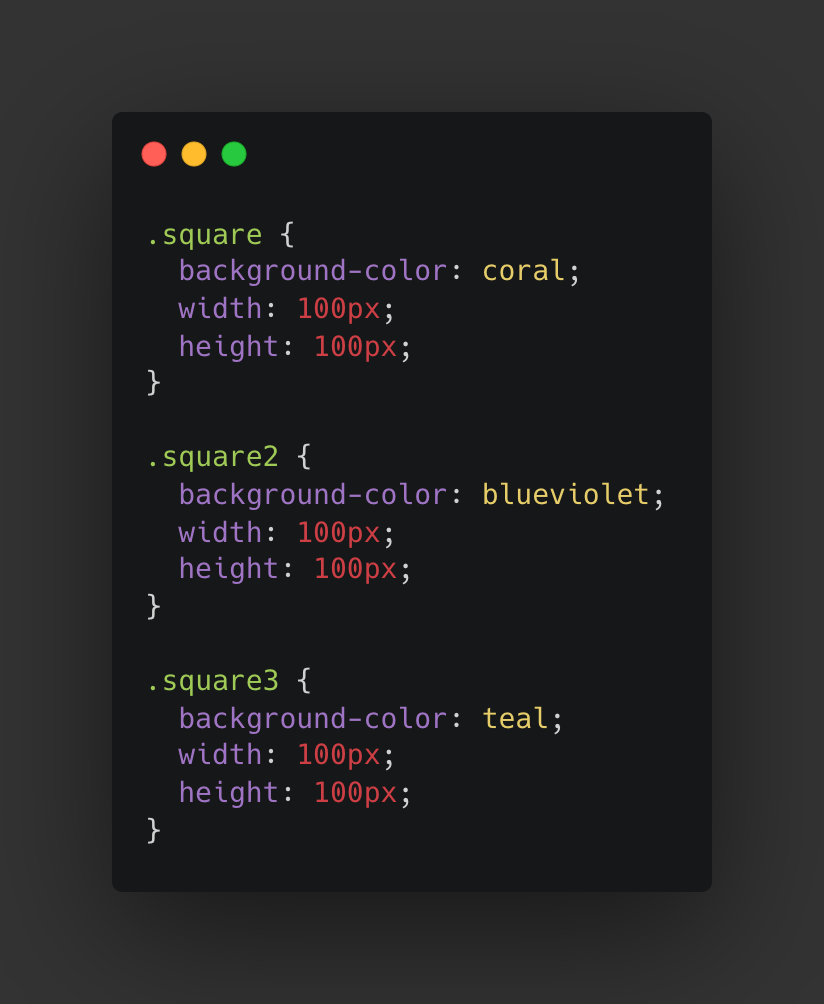 .square {
  background-color: coral;
  width: 100px;
  height: 100px;
}

.square2 {
  background-color: blueviolet;
  width: 100px;
  height: 100px;
}

.square3 {
  background-color: teal;
  width: 100px;
  height: 100px;
}